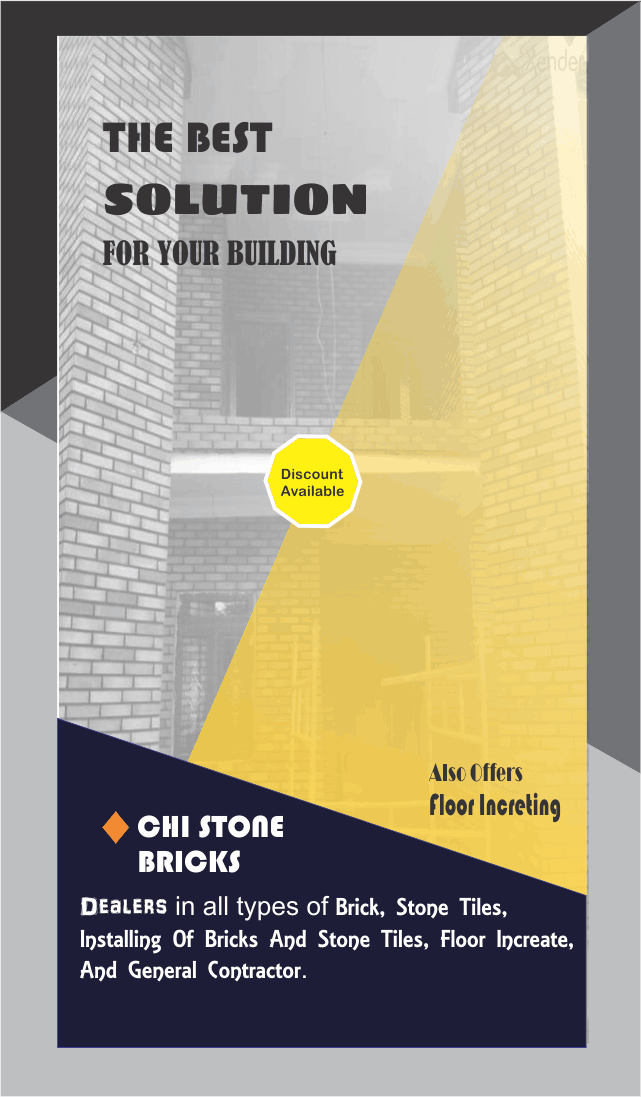 Xender
THE BEST
SOLUTION
FOR YOUR BUILDING
Discount
Available
Also Offers
Floor Increting
CHI STONE
BRICKS
DEALERS in all types of Brick, Stone Tiles,
Installing Of Bricks And Stone Tiles, Floor Increate,
And General Contractor.